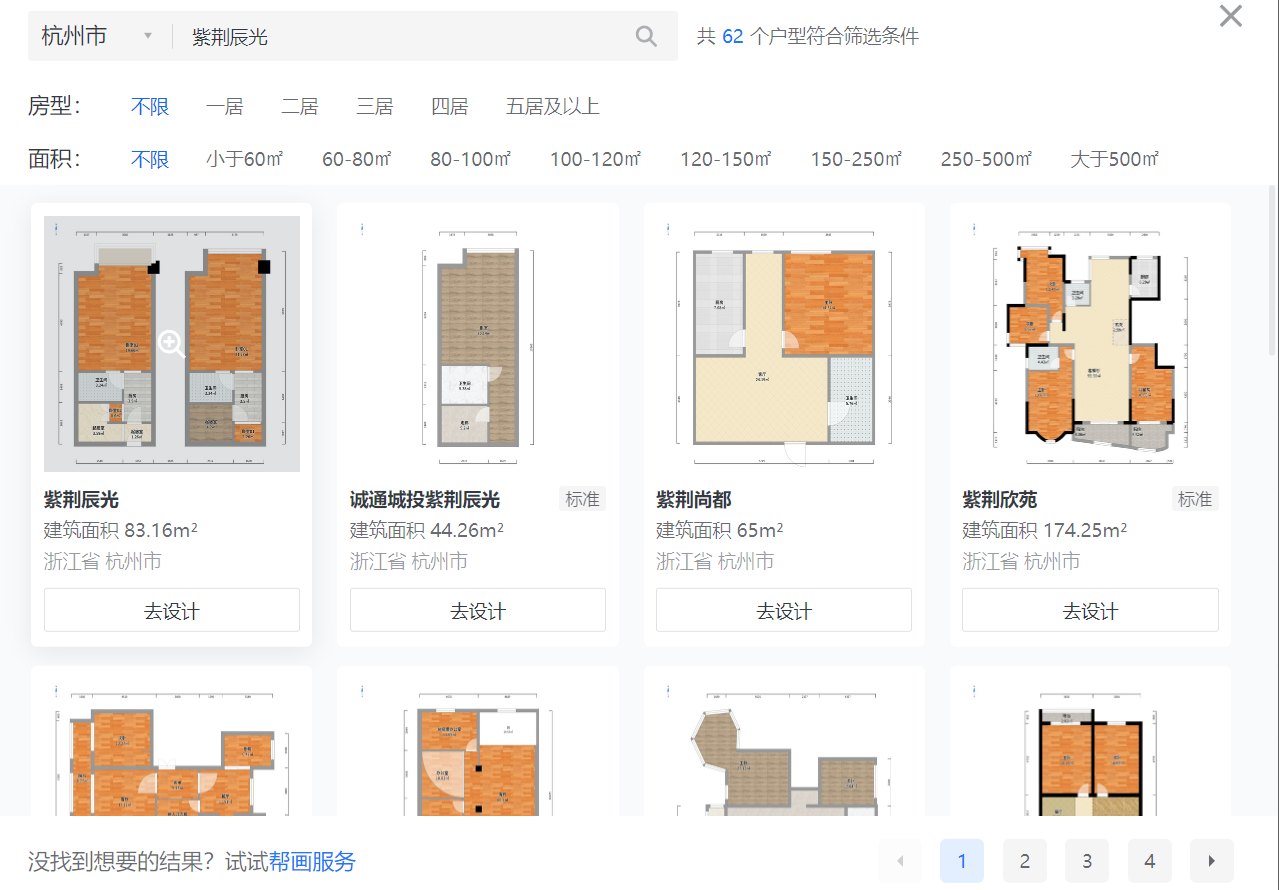 杭州市 紫荆辰光 共 62 个户型符合筛选条件
房型： 不限 一居 二居 三居 四居 五居及以上
面积： 不限 小于60㎡ 60-80㎡ 80-100㎡ 100-120㎡ 120-150㎡ 150-250㎡ 250-500㎡ 大于500㎡
紫荆辰光
建筑面积 83.16m²
浙江省 杭州市
去设计
诚通城投紫荆辰光 标准
建筑面积 44.26m²
浙江省 杭州市
去设计
紫荆尚都
建筑面积 65m²
浙江省 杭州市
去设计
紫荆欣苑 标准
建筑面积 174.25m²
浙江省 杭州市
去设计
没找到想要的结果？试试帮画服务
1 2 3 4